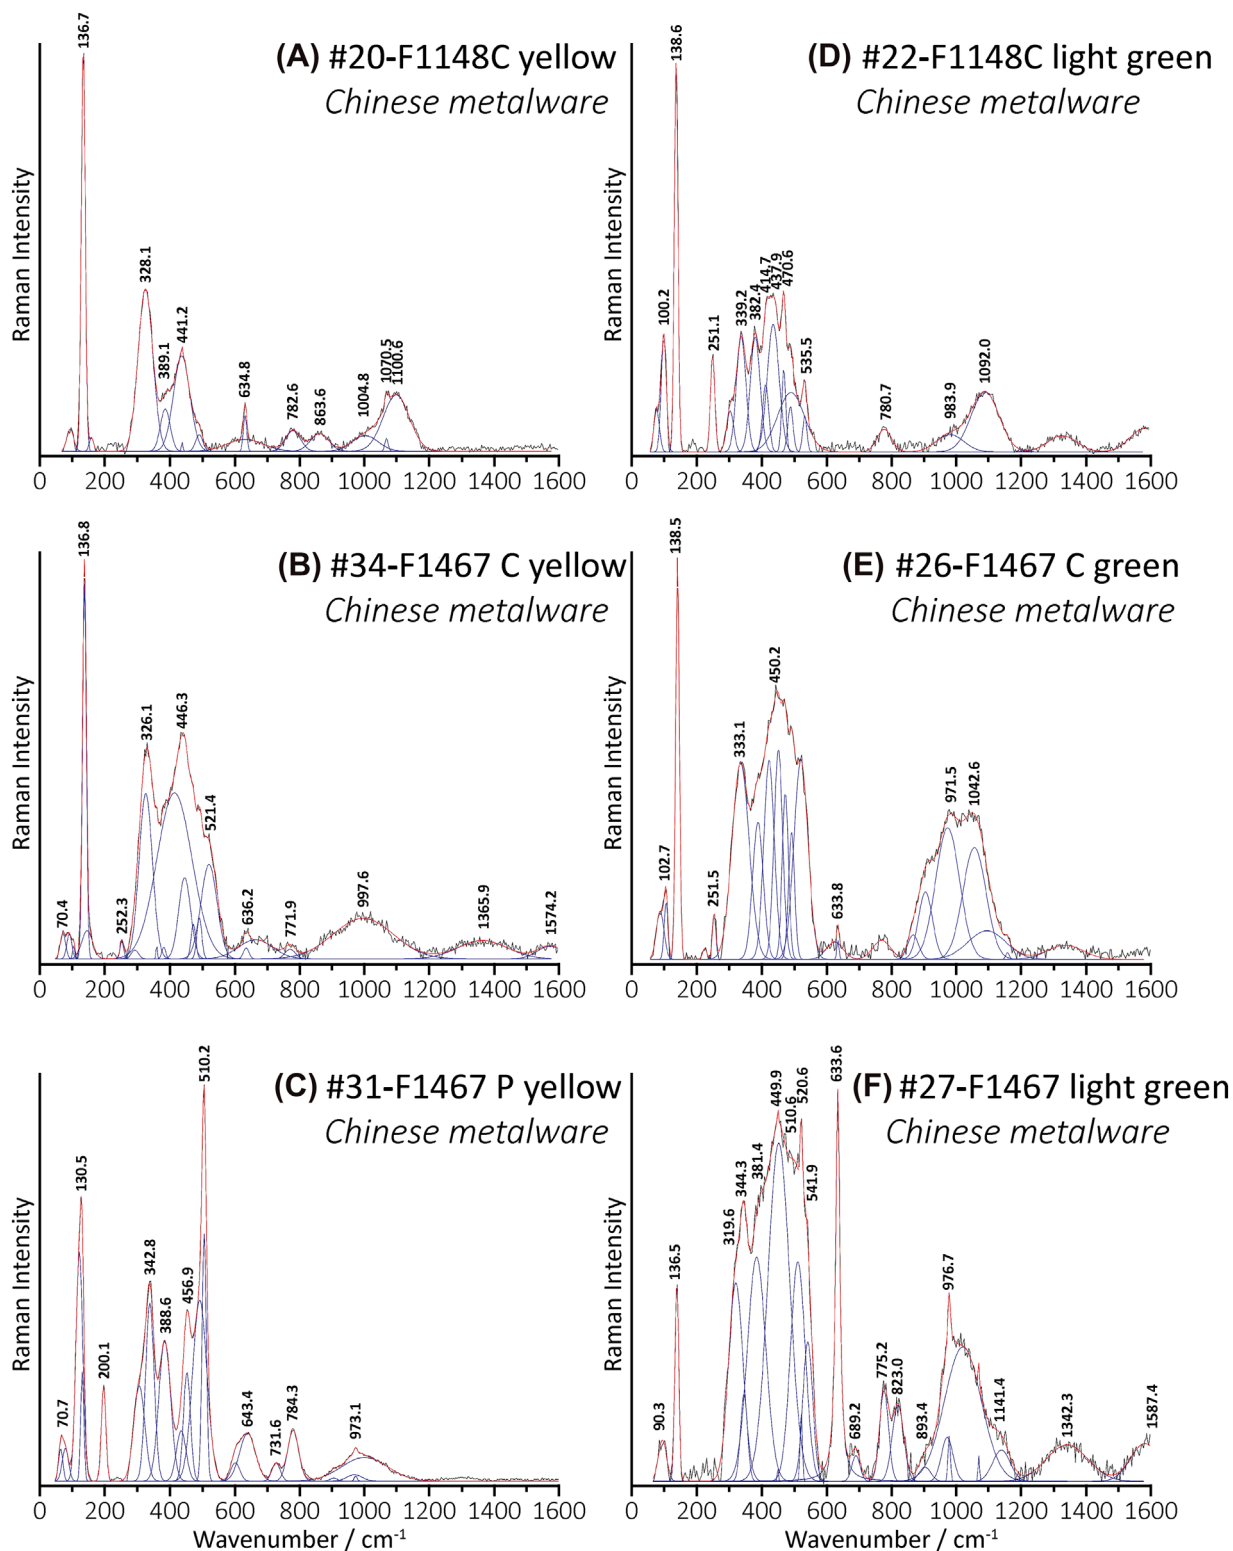 (A) #20-F1148C yellow
Chinese metalware
Raman Intensity
136.7
328.1
389.1
441.2
634.8
782.6
863.6
1004.8
1070.5
1100.6
0 200 400 600 800 1000 1200 1400 1600
(D) #22-F1148C light green
Chinese metalware
Raman Intensity
100.2
138.6
251.1
339.2
382.4
414.7
437.9
470.6
535.5
780.7
983.9
1092.0
0 200 400 600 800 1000 1200 1400 1600
(B) #34-F1467 C yellow
Chinese metalware
Raman Intensity
70.4
136.8
252.3
326.1
446.3
521.4
636.2
771.9
997.6
1365.9
1574.2
0 200 400 600 800 1000 1200 1400 1600
(E) #26-F1467 C green
Chinese metalware
Raman Intensity
102.7
138.5
251.5
333.1
450.2
633.8
971.5
1042.6
0 200 400 600 800 1000 1200 1400 1600
(C) #31-F1467 P yellow
Chinese metalware
Raman Intensity
70.7
130.5
200.1
342.8
388.6
456.9
510.2
643.4
731.6
784.3
973.1
0 200 400 600 800 1000 1200 1400 1600
Wavenumber / cm-1
(F) #27-F1467 light green
Chinese metalware
Raman Intensity
90.3
136.5
319.6
344.3
381.4
449.9
510.6
520.6
541.9
633.6
689.2
775.2
823.0
893.4
976.7
1141.4
1342.3
1587.4
0 200 400 600 800 1000 1200 1400 1600
Wavenumber / cm-1